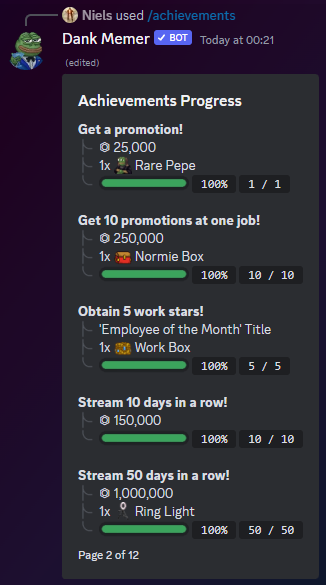 Niels used /achievements
Dank Memer ✓ BOT Today at 00:21
(edited)
Achievements Progress
Get a promotion!
25,000
1x Rare Pepe
100% 1 / 1
Get 10 promotions at one job!
250,000
1x Normie Box
100% 10 / 10
Obtain 5 work stars!
'Employee of the Month' Title
1x Work Box
100% 5 / 5
Stream 10 days in a row!
150,000
100% 10 / 10
Stream 50 days in a row!
1,000,000
1x Ring Light
100% 50 / 50
Page 2 of 12